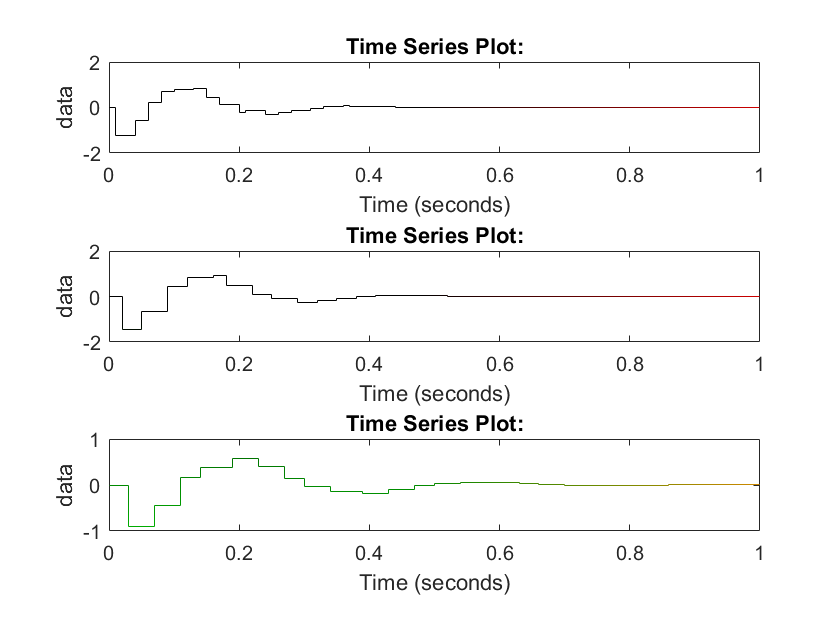 Time Series Plot:
2
0
-2
data
0 0.2 0.4 0.6 0.8 1
Time (seconds)
Time Series Plot:
2
0
-2
data
0 0.2 0.4 0.6 0.8 1
Time (seconds)
Time Series Plot:
1
0
-1
data
0 0.2 0.4 0.6 0.8 1
Time (seconds)